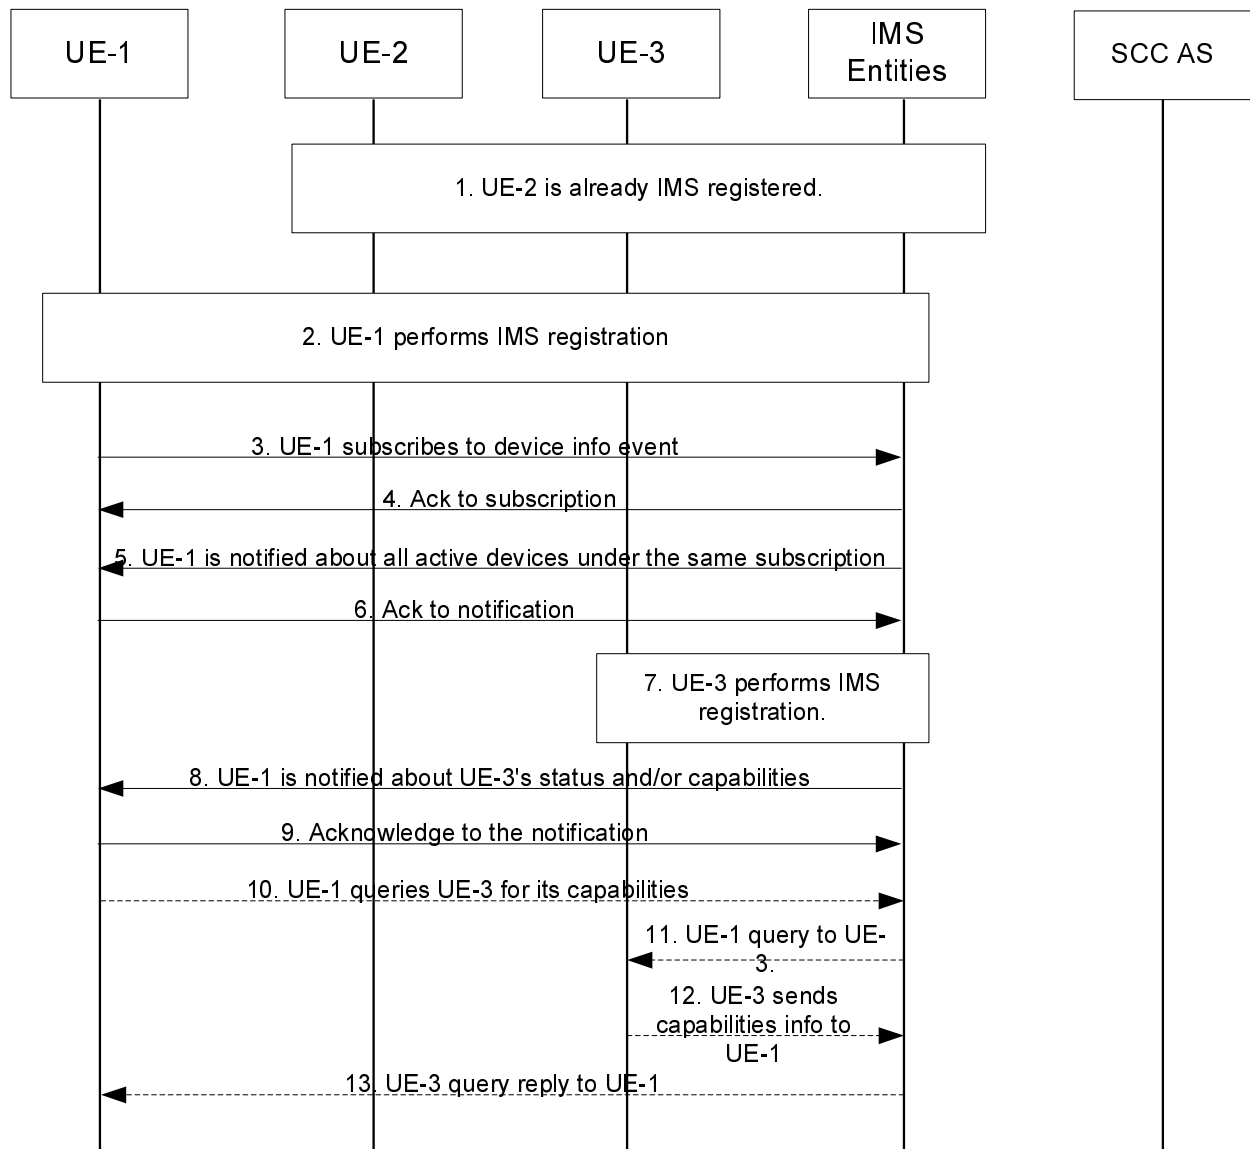 UE-1
UE-2
UE-3
IMS
Entities
SCC AS
1. UE-2 is already IMS registered.
2. UE-1 performs IMS registration
3. UE-1 subscribes to device info event
4. Ack to subscription
5. UE-1 is notified about all active devices under the same subscription
6. Ack to notification
7. UE-3 performs IMS
registration.
8. UE-1 is notified about UE-3's status and/or capabilities
9. Acknowledge to the notification
10. UE-1 queries UE-3 for its capabilities
11. UE-1 query to UE-
3.
12. UE-3 sends
capabilities info to
UE-1
13. UE-3 query reply to UE-1